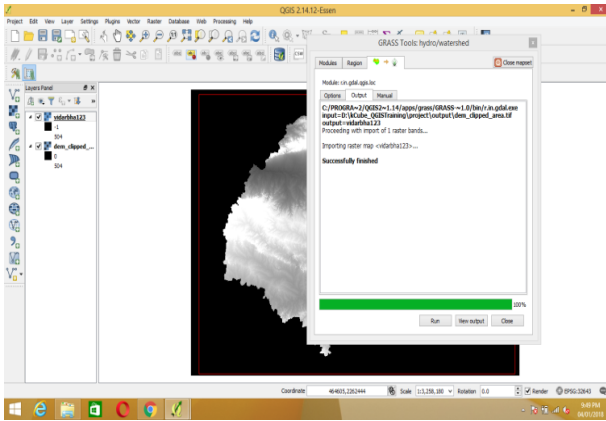 QGIS 2.14.12-Essen
Project Edit View Layer Settings Plugins Vector Raster Database Web Processing Help
GRASS Tools: hydro/watershed
Modules Region Close mapset
Module: r.in.gdal.qgis.loc
Options Output Manual
C:/PROGRA~2/QGIS2~1.14/apps/grass/GRASS-~1.0/bin/r.in.gdal.exe
input=D:\kCube_QGISTraining\project\output\dem_clipped_area.tif
output=vidarbha123
Proceeding with import of 1 raster bands...
Importing raster map <vidarbha123>...
Successfully finished
100%
Run New output Close
Layers Panel
vidarbha123
-1
504
dem_clipped_...
0
504
Coordinate 464605,2262444 Scale 1:3,258,180 Rotation 0.0 Render EPSG:32643
9:49 PM
04/01/2018